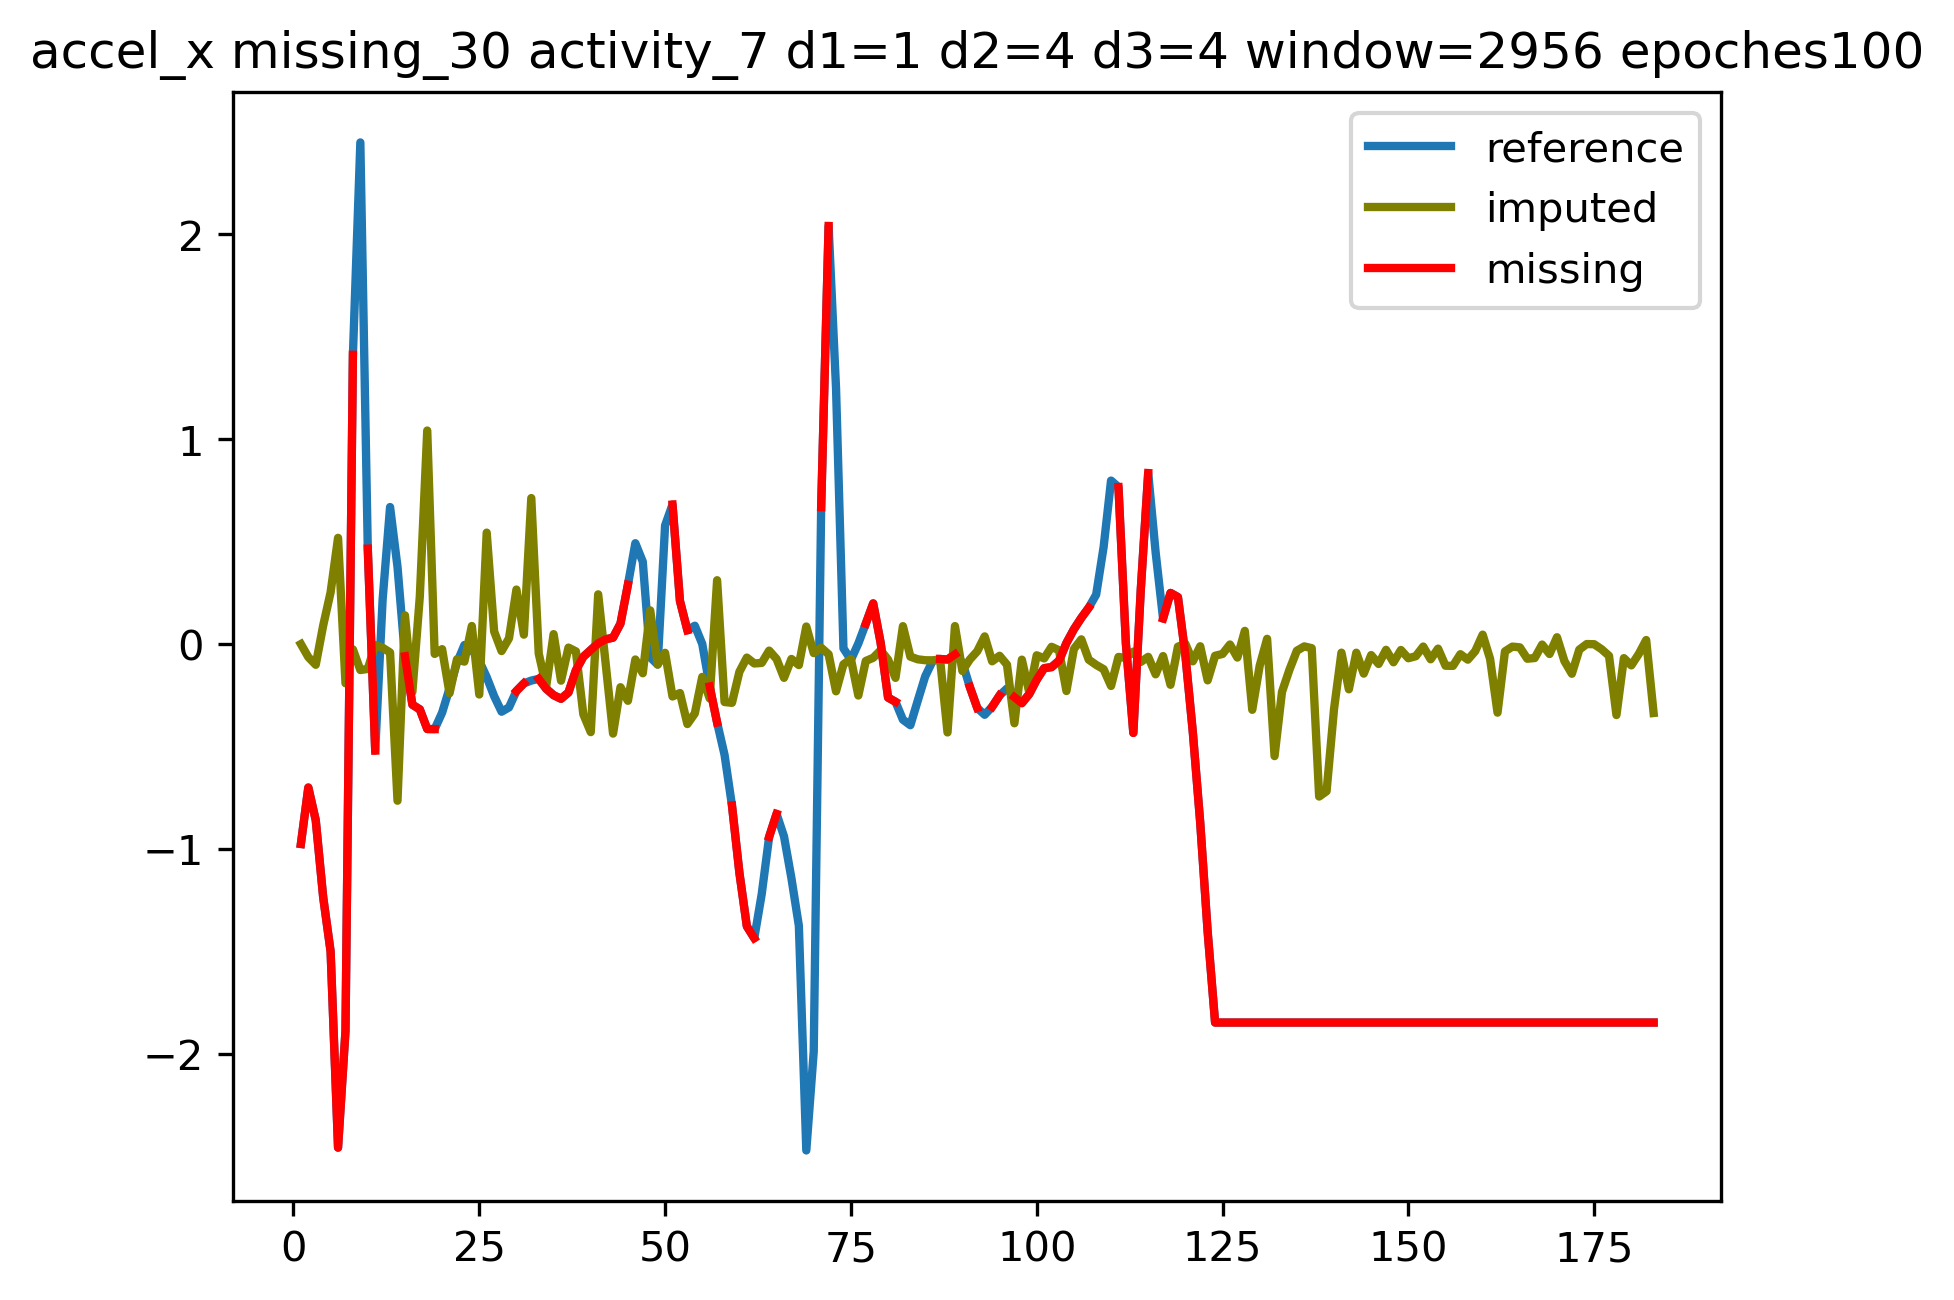 accel_x missing_30 activity_7 d1=1 d2=4 d3=4 window=2956 epoches100
reference
imputed
missing
2
1
0
−1
−2
0 25 50 75 100 125 150 175